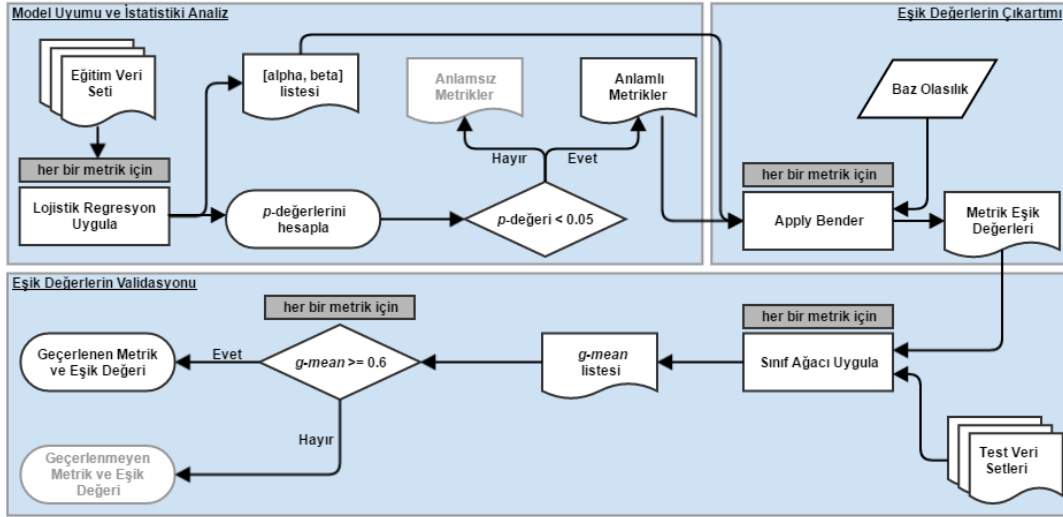 Model Uyumu ve İstatistiki Analiz
Eğitim Veri
Seti
[alpha, beta]
listesi
Anlamsız
Metrikler
Anlamlı
Metrikler
Hayır
Evet
her bir metrik için
Lojistik Regresyon
Uygula
p-değerlerini
hesapla
p-değeri < 0.05
Eşik Değerlerin Çıkartımı
Baz Olasılık
her bir metrik için
Apply Bender
Metrik Eşik
Değerleri
Eşik Değerlerin Validasyonu
her bir metrik için
Geçerlenen Metrik
ve Eşik Değeri
Evet
g-mean >= 0.6
g-mean
listesi
her bir metrik için
Sınıf Ağacı Uygula
Hayır
Geçerlenmeyen
Metrik ve Eşik
Değeri
Test Veri
Setleri